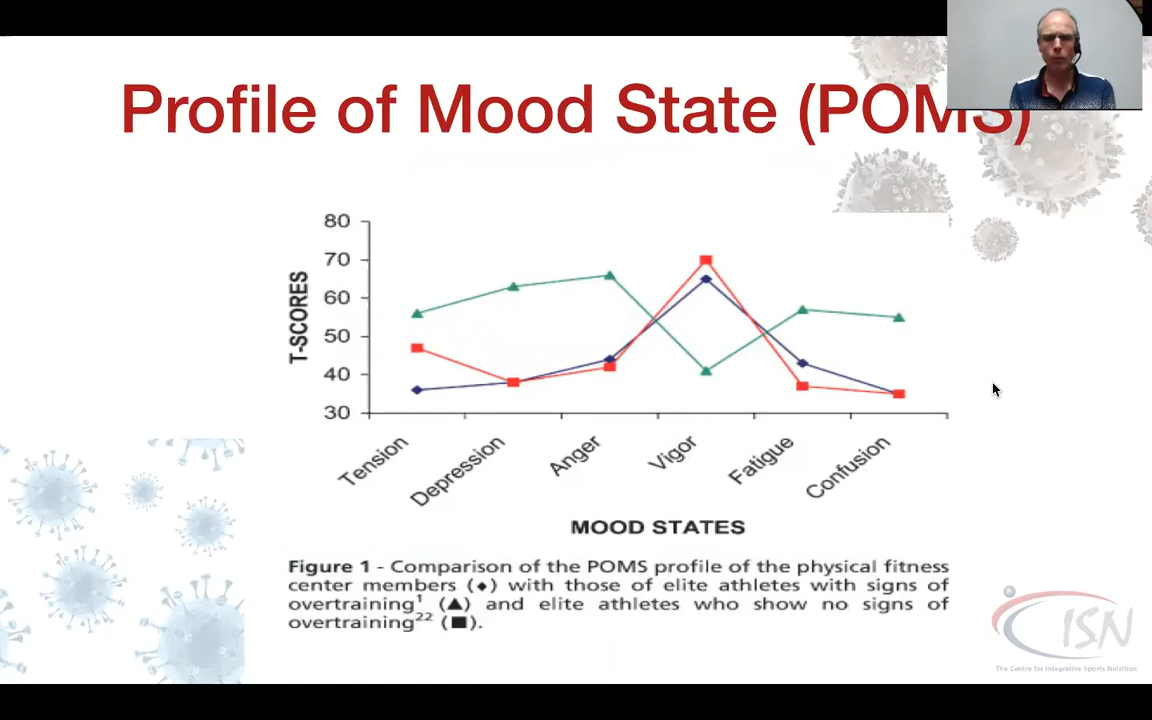 Profile of Mood State (POMS)
80
70
60
50
40
30
T-SCORES
Tension
Depression
Anger
Vigor
Fatigue
Confusion
MOOD STATES
Figure 1 - Comparison of the POMS profile of the physical fitness
center members (◆) with those of elite athletes with signs of
overtraining¹ (▲) and elite athletes who show no signs of
overtraining²² (■).
CISN
The Centre for Integrative Sports Nutrition